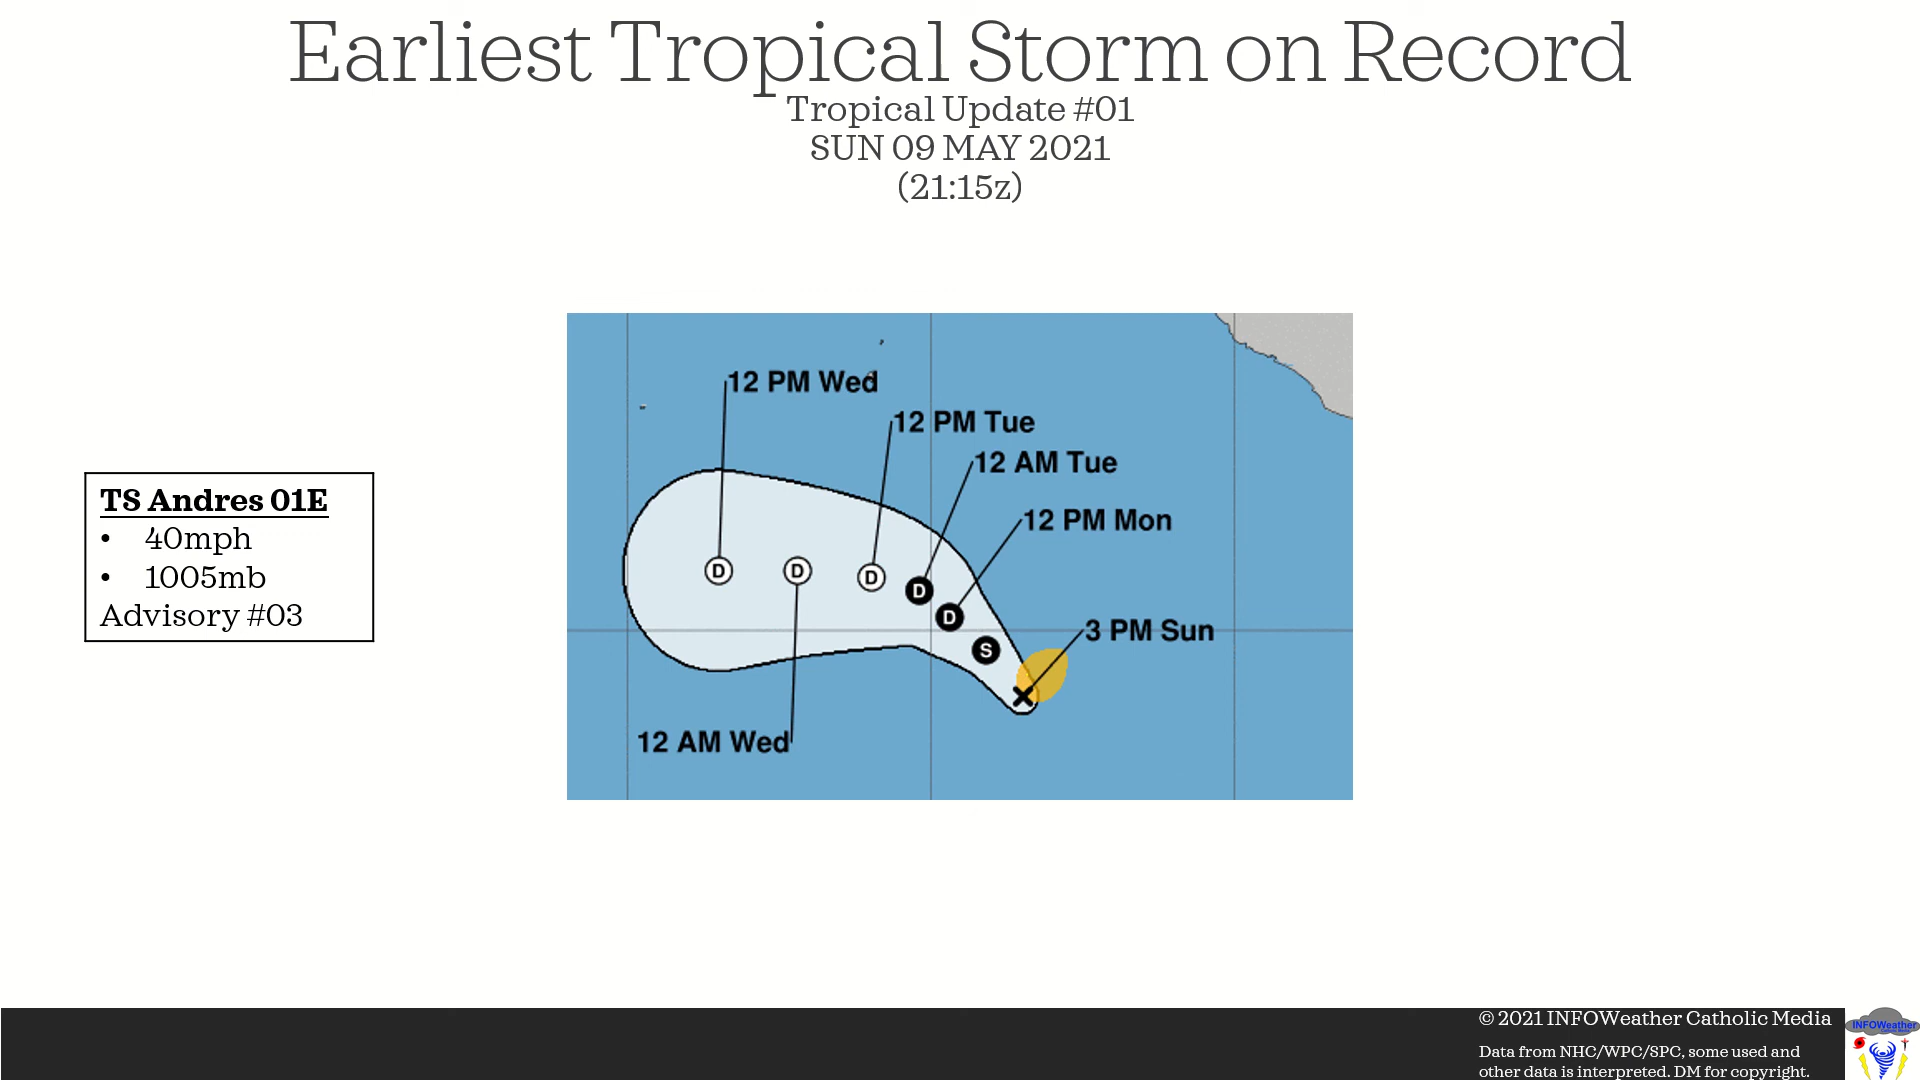 Earliest Tropical Storm on Record
Tropical Update #01
SUN 09 MAY 2021
(21:15z)
12 PM Wed
12 PM Tue
12 AM Tue
TS Andres 01E
• 40mph
• 1005mb
Advisory #03
12 PM Mon
D D D D D
S
3 PM Sun
12 AM Wed
© 2021 INFOWeather Catholic Media
Data from NHC/WPC/SPC, some used and
other data is interpreted. DM for copyright.
INFOWeather